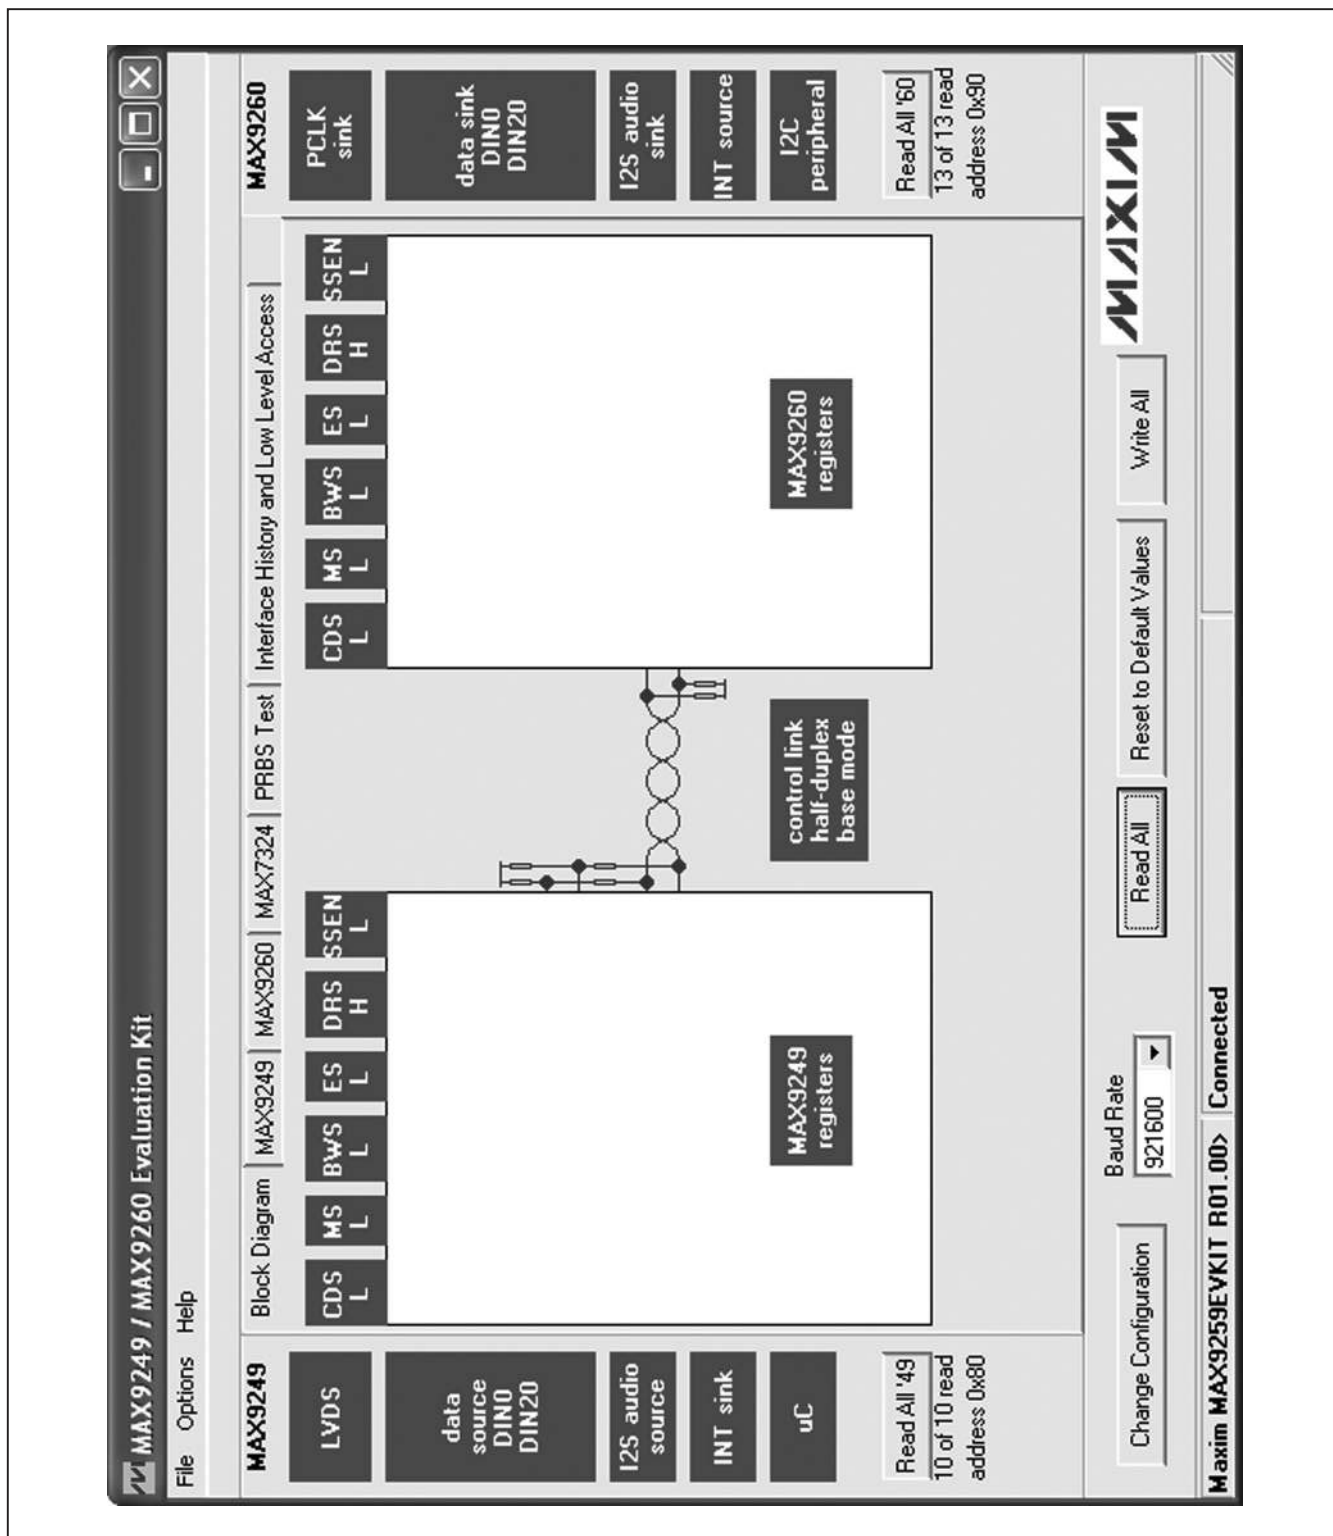 MAX9249 / MAX9260 Evaluation Kit
File Options Help
MAX9249
LVDS
data
source
DIN0
DIN20
I2S audio
source
INT sink
uC
Read All '49
10 of 10 read
address 0x80
Block Diagram
MAX9249
MAX9260
MAX7324
PRBS Test
Interface History and Low Level Access
CDS
L
MS
L
BWS
L
ES
L
DRS
H
SSEN
L
MAX9249
registers
control link
half-duplex
base mode
CDS
L
MS
L
BWS
L
ES
L
DRS
H
SSEN
L
MAX9260
registers
MAX9260
PCLK
sink
data sink
DIN0
DIN20
I2S audio
sink
INT source
I2C
peripheral
Read All '60
13 of 13 read
address 0x90
Change Configuration
Baud Rate
921600
Read All
Reset to Default Values
Write All
MAXIM
Maxim MAX9259EVKIT R01.00>
Connected